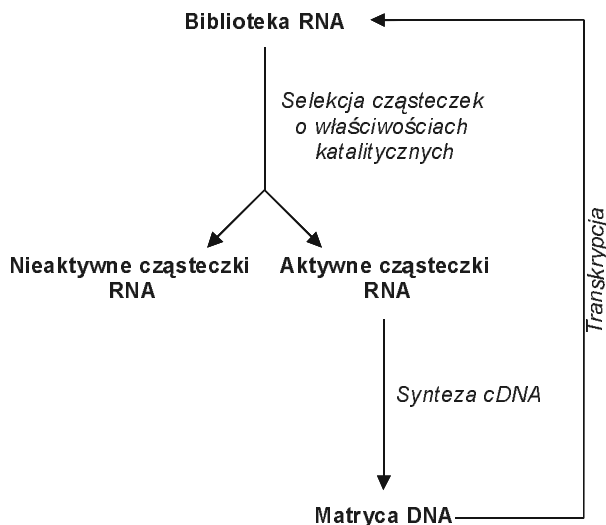 Biblioteka RNA
Selekcja cząsteczek
o właściwościach
katalitycznych
Nieaktywne cząsteczki
RNA
Aktywne cząsteczki
RNA
Transkrypcja
Synteza cDNA
Matryca DNA